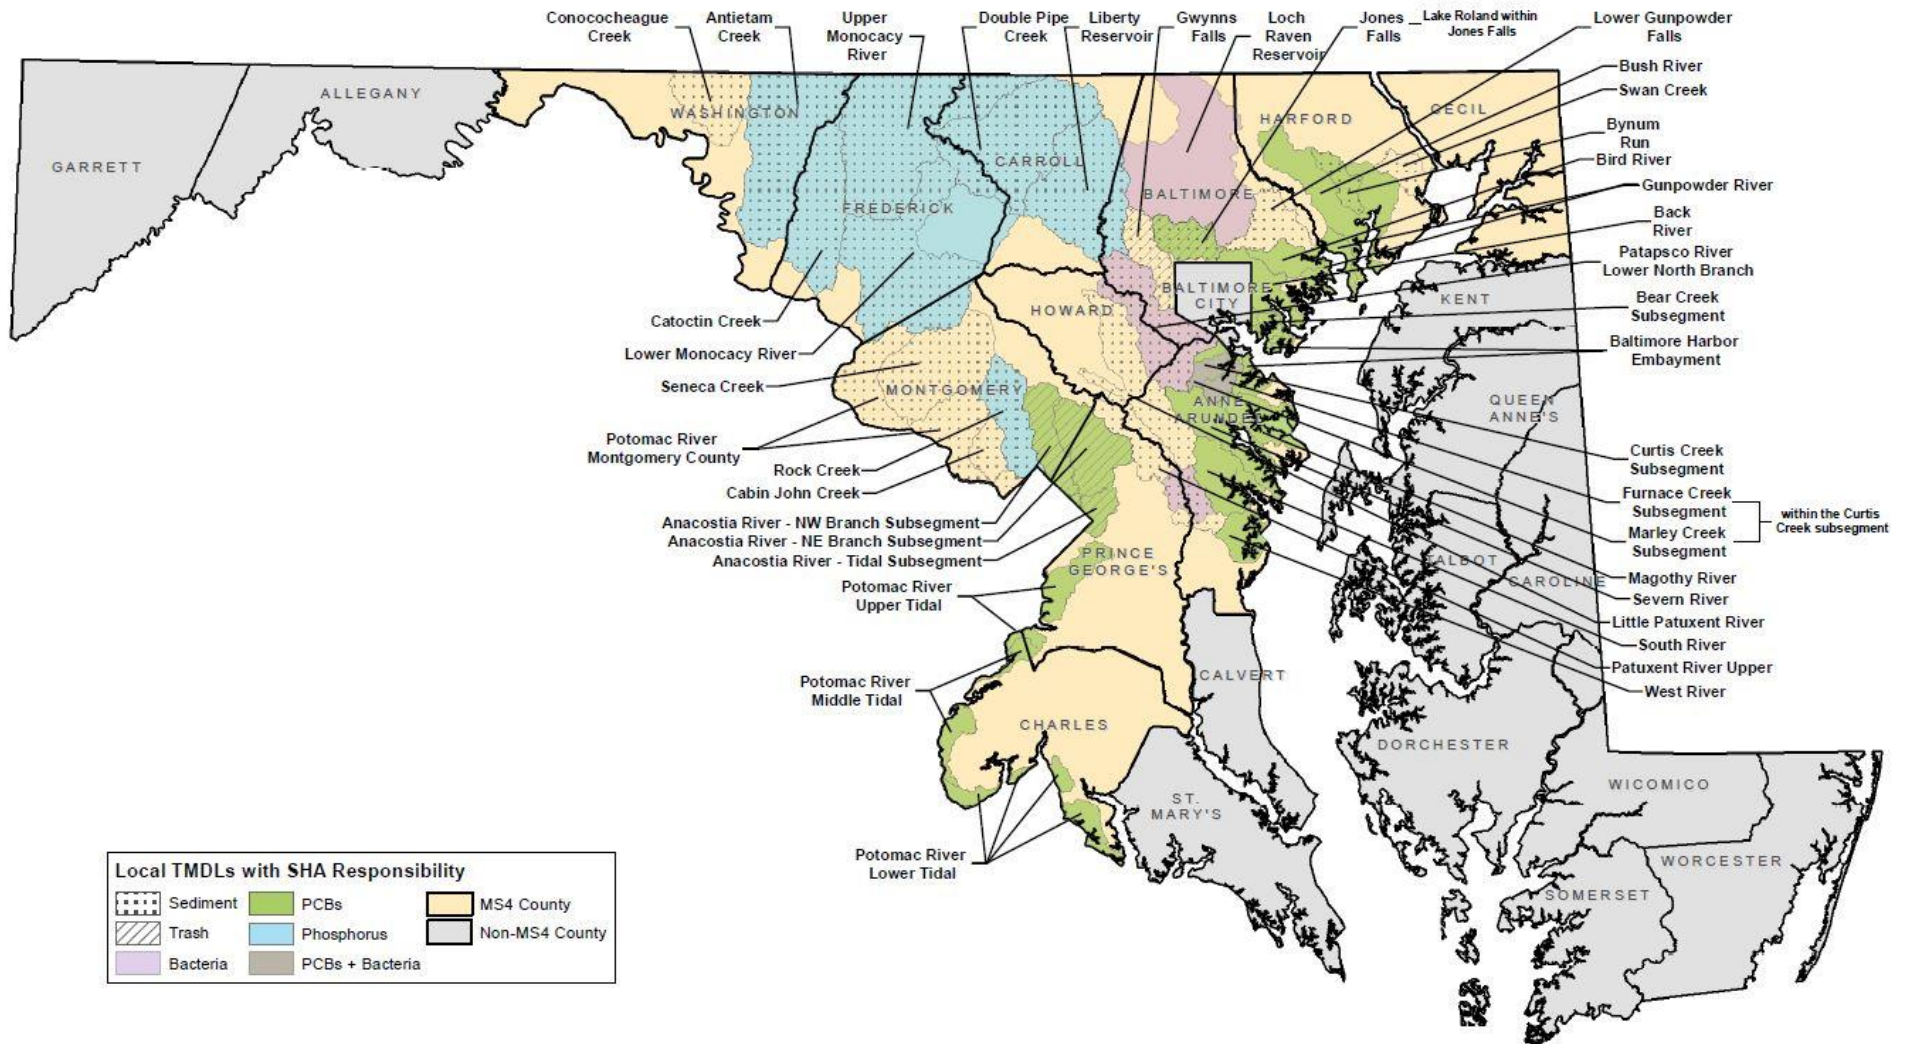 Conococheague
Creek
Antietam
Creek
Upper
Monocacy
River
Double Pipe
Creek
Liberty
Reservoir
Gwynns
Falls
Loch
Raven
Reservoir
Jones
Falls
Lake Roland within
Jones Falls
Lower Gunpowder
Falls
Bush River
Swan Creek
Bynum
Run
Bird River
Gunpowder River
Back
River
Patapsco River
Lower North Branch
Bear Creek
Subsegment
Baltimore Harbor
Embayment
Curtis Creek
Subsegment
Furnace Creek
Subsegment
Marley Creek
Subsegment
within the Curtis
Creek subsegment
Magothy River
Severn River
Little Patuxent River
South River
Patuxent River Upper
West River
GARRETT
ALLEGANY
WASHINGTON
FREDERICK
CARROLL
BALTIMORE
HARFORD
CECIL
BALTIMORE
CITY
HOWARD
KENT
MONTGOMERY
ANNE
ARUNDEL
QUEEN
ANNE'S
PRINCE
GEORGE'S
TALBOT
CAROLINE
CALVERT
CHARLES
ST.
MARY'S
DORCHESTER
WICOMICO
WORCESTER
SOMERSET
Catoctin Creek
Lower Monocacy River
Seneca Creek
Potomac River
Montgomery County
Rock Creek
Cabin John Creek
Anacostia River - NW Branch Subsegment
Anacostia River - NE Branch Subsegment
Anacostia River - Tidal Subsegment
Potomac River
Upper Tidal
Potomac River
Middle Tidal
Potomac River
Lower Tidal
Local TMDLs with SHA Responsibility
Sediment PCBs MS4 County
Trash Phosphorus Non-MS4 County
Bacteria PCBs + Bacteria